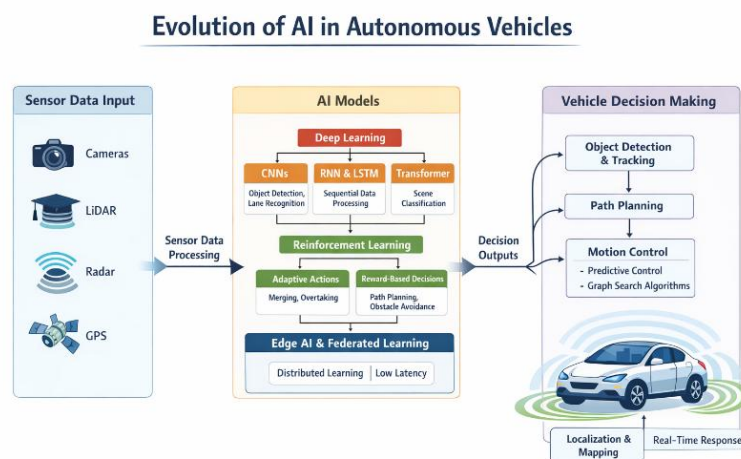 Evolution of AI in Autonomous Vehicles
Sensor Data Input
Cameras
LiDAR
Radar
GPS
Sensor Data
Processing
AI Models
Deep Learning
CNNs
Object Detection,
Lane Recognition
RNN & LSTM
Sequential Data
Processing
Transformer
Scene
Classification
Reinforcement Learning
Adaptive Actions
Merging, Overtaking
Reward-Based Decisions
Path Planning,
Obstacle Avoidance
Edge AI & Federated Learning
Distributed Learning | Low Latency
Decision
Outputs
Vehicle Decision Making
Object Detection
& Tracking
Path Planning
Motion Control
- Predictive Control
- Graph Search Algorithms
Localization &
Mapping
Real-Time Response